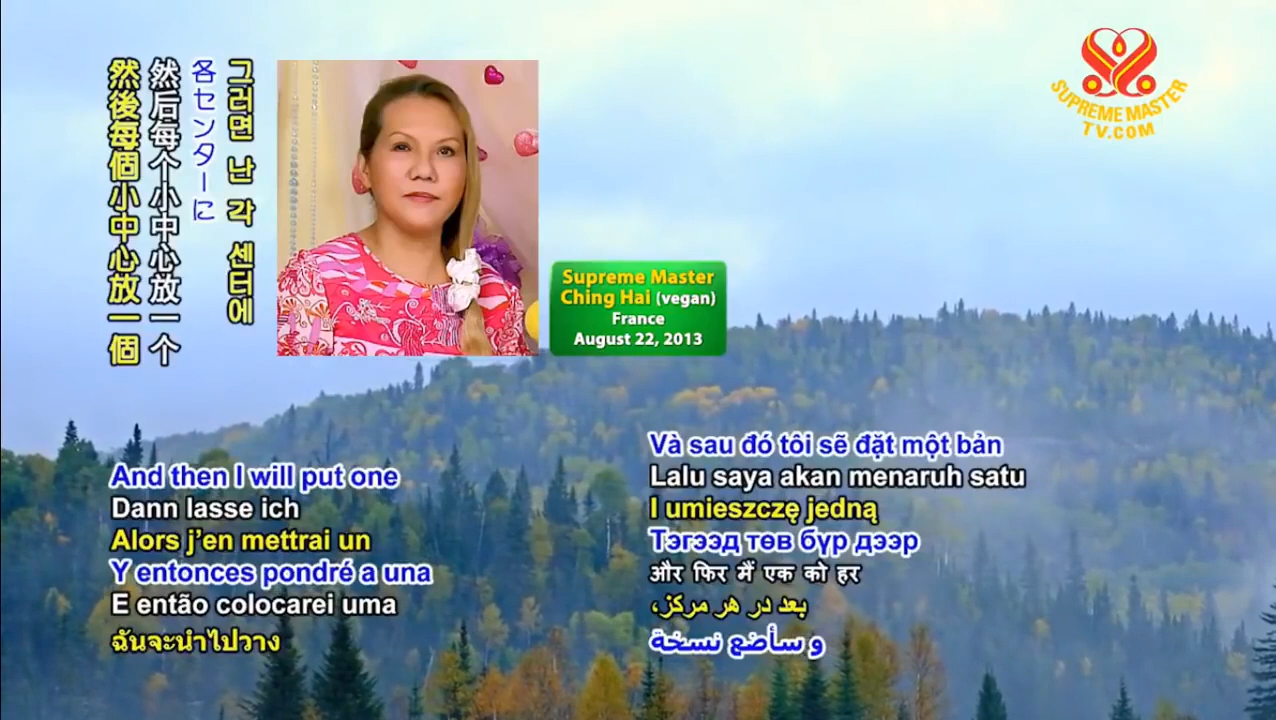 그러면 난 각 센터에
各センターに
然后每个小中心放一个
然後每個小中心放一個
SUPREME MASTER
TV.COM
Supreme Master
Ching Hai (vegan)
France
August 22, 2013
And then I will put one
Dann lasse ich
Alors j'en mettrai un
Y entonces pondré a una
E então colocarei uma
ฉันจะนำไปวาง
Và sau đó tôi sẽ đặt một bản
Lalu saya akan menaruh satu
I umieszczę jedną
Тэгээд төв бүр дээр
और फिर मैं एक को हर
بعد در هر مرکز،
و سأضع نسخة